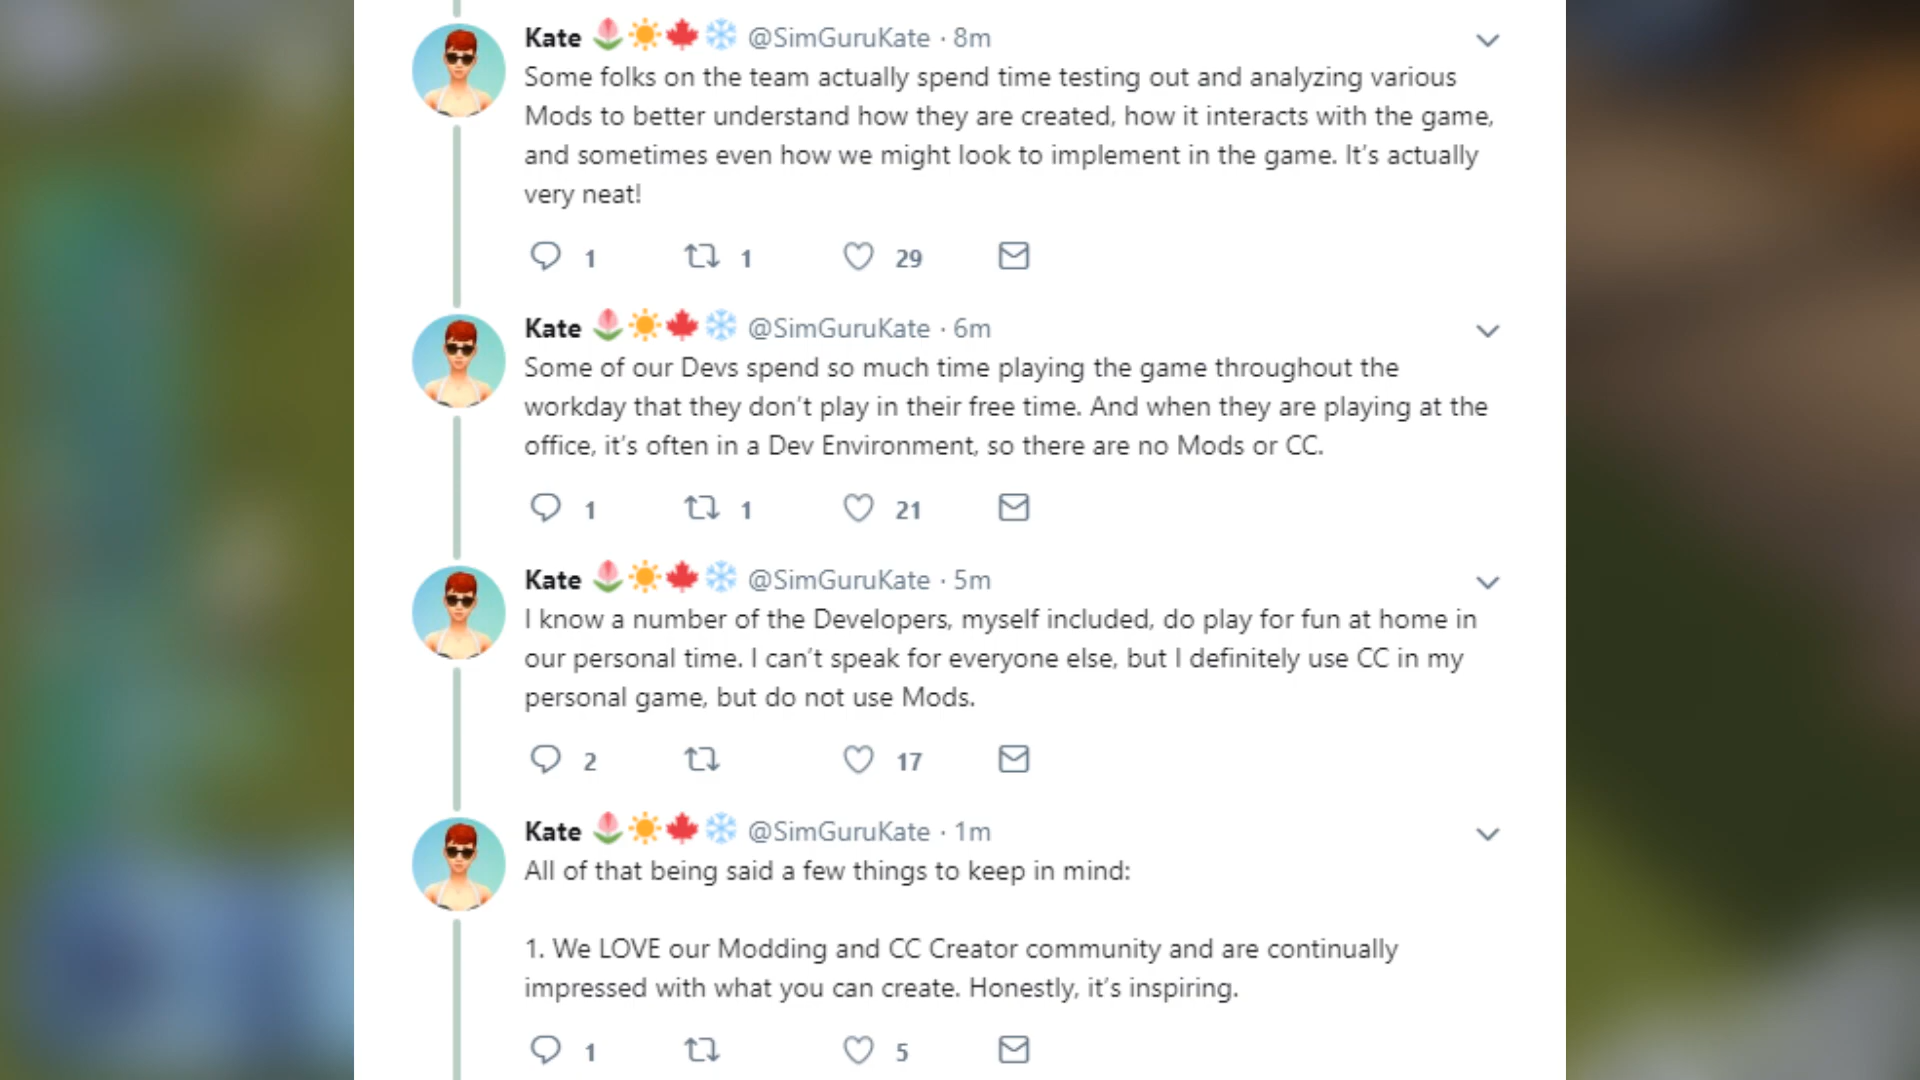 Kate 🌷☀️🍁❄️ @SimGuruKate · 8m
Some folks on the team actually spend time testing out and analyzing various
Mods to better understand how they are created, how it interacts with the game,
and sometimes even how we might look to implement in the game. It’s actually
very neat!
1 1 29
Kate 🌷☀️🍁❄️ @SimGuruKate · 6m
Some of our Devs spend so much time playing the game throughout the
workday that they don’t play in their free time. And when they are playing at the
office, it’s often in a Dev Environment, so there are no Mods or CC.
1 1 21
Kate 🌷☀️🍁❄️ @SimGuruKate · 5m
I know a number of the Developers, myself included, do play for fun at home in
our personal time. I can’t speak for everyone else, but I definitely use CC in my
personal game, but do not use Mods.
2 17
Kate 🌷☀️🍁❄️ @SimGuruKate · 1m
All of that being said a few things to keep in mind:
1. We LOVE our Modding and CC Creator community and are continually
impressed with what you can create. Honestly, it’s inspiring.
1 5